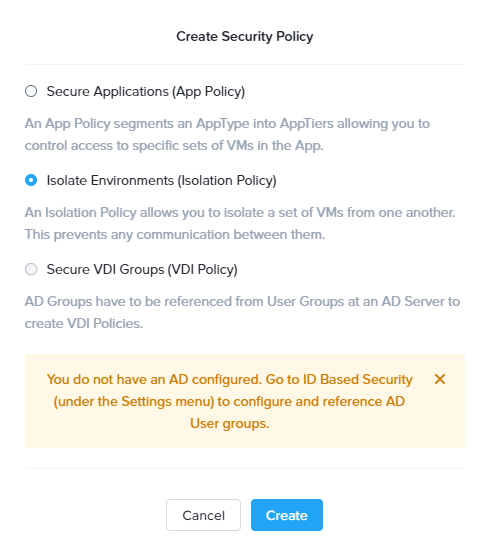 Create Security Policy
Secure Applications (App Policy)
An App Policy segments an AppType into AppTiers allowing you to
control access to specific sets of VMs in the App.
Isolate Environments (Isolation Policy)
An Isolation Policy allows you to isolate a set of VMs from one another.
This prevents any communication between them.
Secure VDI Groups (VDI Policy)
AD Groups have to be referenced from User Groups at an AD Server to
create VDI Policies.
You do not have an AD configured. Go to ID Based Security
(under the Settings menu) to configure and reference AD
User groups.
Cancel Create